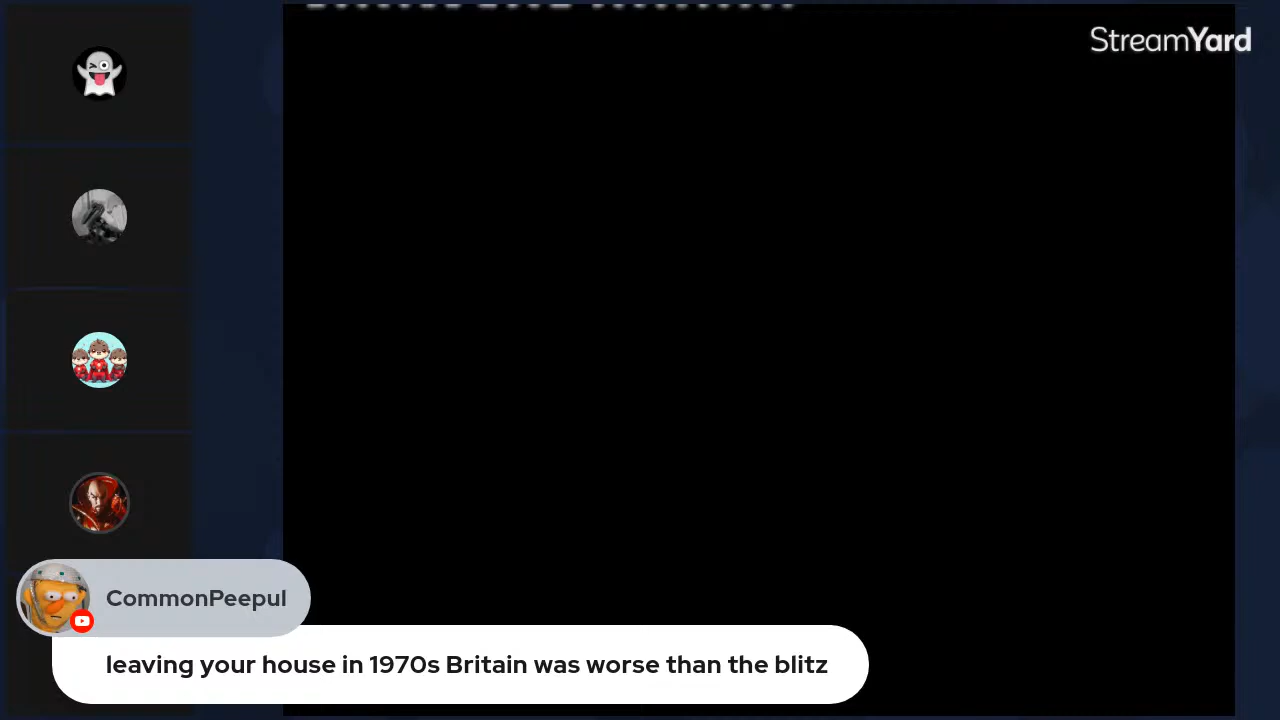 StreamYard
CommonPeepul
leaving your house in 1970s Britain was worse than the blitz